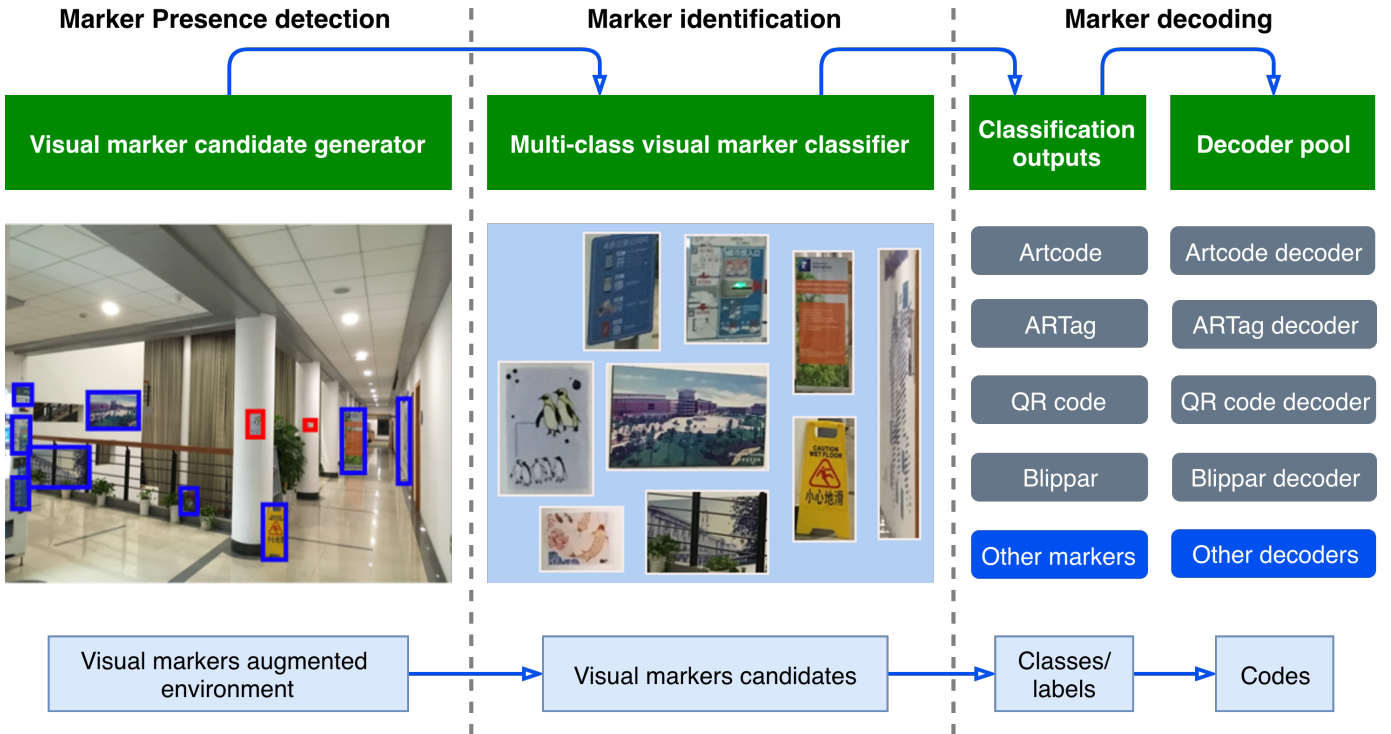 Marker Presence detection
Marker identification
Marker decoding
Visual marker candidate generator
Multi-class visual marker classifier
Classification
outputs
Decoder pool
CAUTION
WET FLOOR
小心地滑
Artcode
Artcode decoder
ARTag
ARTag decoder
QR code
QR code decoder
Blippar
Blippar decoder
Other markers
Other decoders
Visual markers augmented
environment
Visual markers candidates
Classes/
labels
Codes